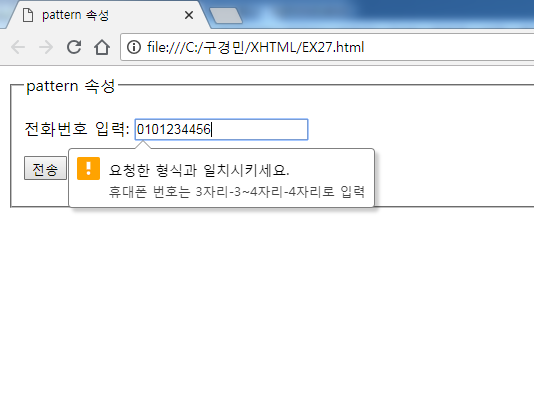 pattern 속성
file:///C:/구경민/XHTML/EX27.html
pattern 속성
전화번호 입력: 0101234456
전송
요청한 형식과 일치시키세요.
휴대폰 번호는 3자리-3~4자리-4자리로 입력